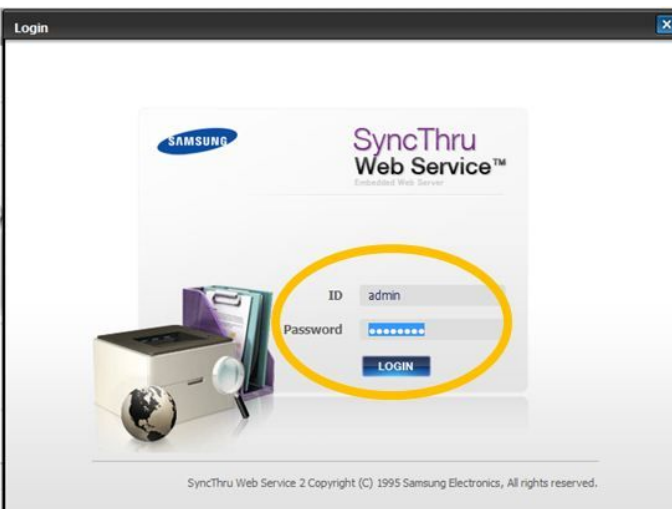 Login
SAMSUNG
SyncThru
Web Service™
Embedded Web Server
ID admin
Password ••••••••
LOGIN
SyncThru Web Service 2 Copyright (C) 1995 Samsung Electronics, All rights reserved.